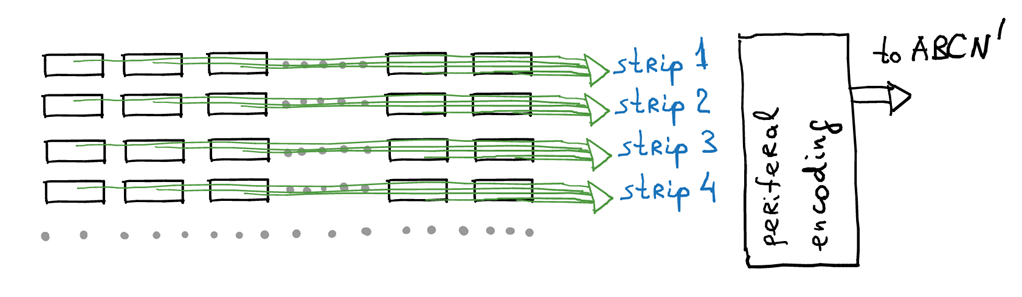 strip 1
strip 2
strip 3
strip 4
periferal
encoding
to ABCN'